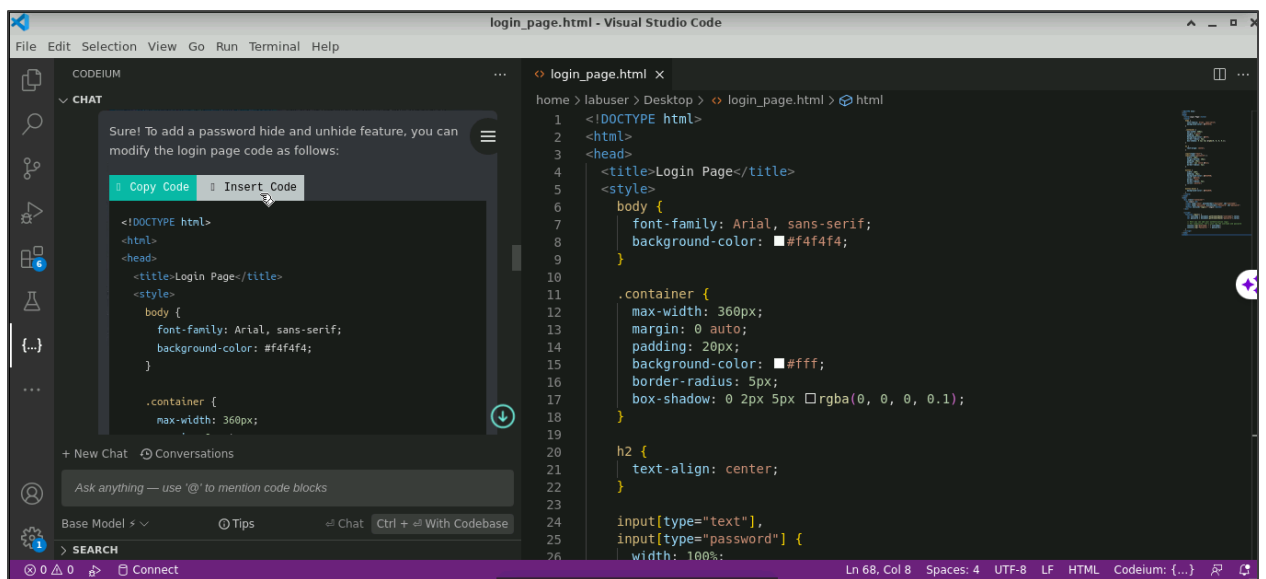 login_page.html - Visual Studio Code
File Edit Selection View Go Run Terminal Help
CODEIUM
CHAT
Sure! To add a password hide and unhide feature, you can
modify the login page code as follows:
Copy Code Insert Code
<!DOCTYPE html>
<html>
<head>
<title>Login Page</title>
<style>
body {
font-family: Arial, sans-serif;
background-color: #f4f4f4;
}
.container {
max-width: 360px;
+ New Chat Conversations
Ask anything — use '@' to mention code blocks
Base Model Tips Chat Ctrl + ⏎ With Codebase
SEARCH
6
{...}
1
login_page.html
home > labuser > Desktop > login_page.html > html
1 <!DOCTYPE html>
2 <html>
3 <head>
4 <title>Login Page</title>
5 <style>
6 body {
7 font-family: Arial, sans-serif;
8 background-color: #f4f4f4;
9 }
10
11 .container {
12 max-width: 360px;
13 margin: 0 auto;
14 padding: 20px;
15 background-color: #fff;
16 border-radius: 5px;
17 box-shadow: 0 2px 5px rgba(0, 0, 0, 0.1);
18 }
19
20 h2 {
21 text-align: center;
22 }
23
24 input[type="text"],
25 input[type="password"] {
26 width: 100%;
0 0 Connect Ln 68, Col 8 Spaces: 4 UTF-8 LF HTML Codeium: {...}